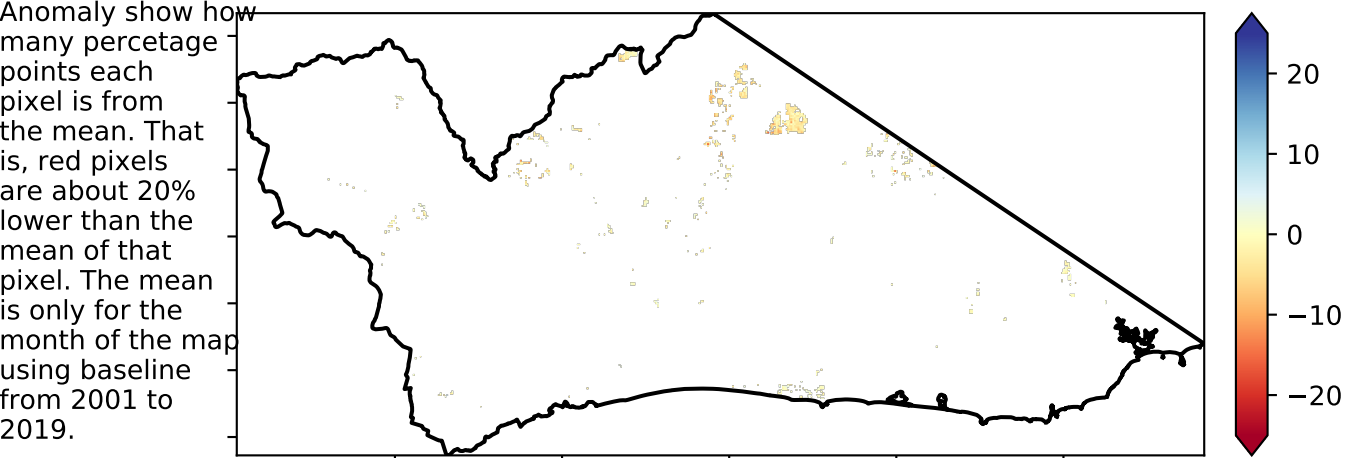 Anomaly show how
many percetage
points each
pixel is from
the mean. That
is, red pixels
are about 20%
lower than the
mean of that
pixel. The mean
is only for the
month of the map
using baseline
from 2001 to
2019.
20
10
0
−10
−20